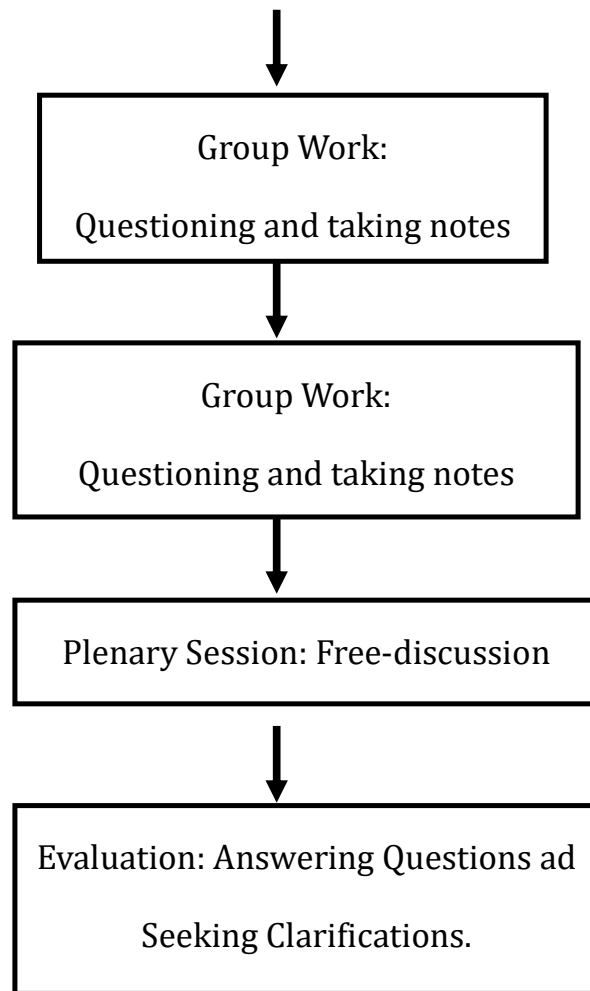 Group Work:
Questioning and taking notes
Group Work:
Questioning and taking notes
Plenary Session: Free-discussion
Evaluation: Answering Questions ad
Seeking Clarifications.